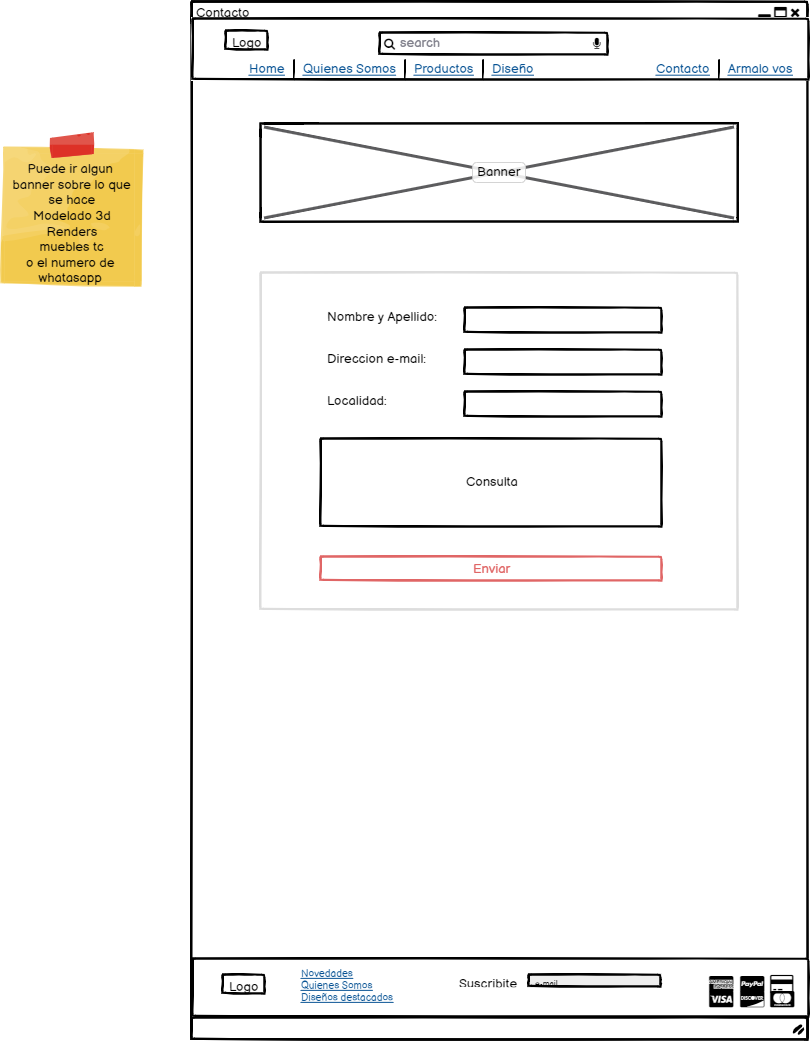 Contacto
Logo
search
Home
Quienes Somos
Productos
Diseño
Contacto
Armalo vos
Puede ir algun
banner sobre lo que
se hace
Modelado 3d
Renders
muebles tc
o el numero de
whatasapp
Banner
Nombre y Apellido:
Direccion e-mail:
Localidad:
Consulta
Enviar
Logo
Novedades
Quienes Somos
Diseños destacados
Suscribite
e-mail
VISA
PayPal
DISCOVER